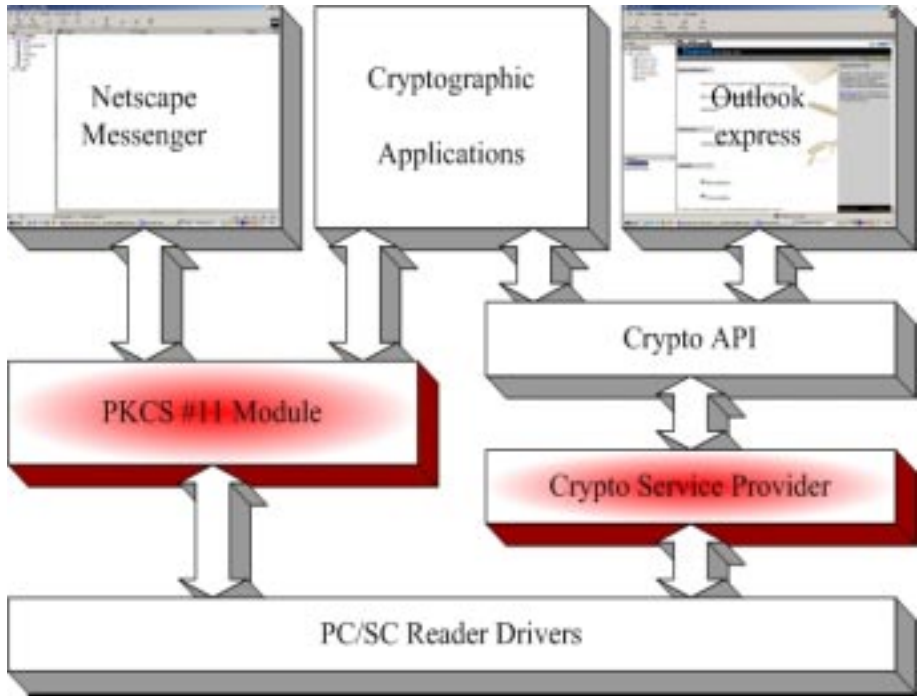 Netscape
Messenger
Cryptographic
Applications
Outlook
express
Crypto API
PKCS #11 Module
Crypto Service Provider
PC/SC Reader Drivers